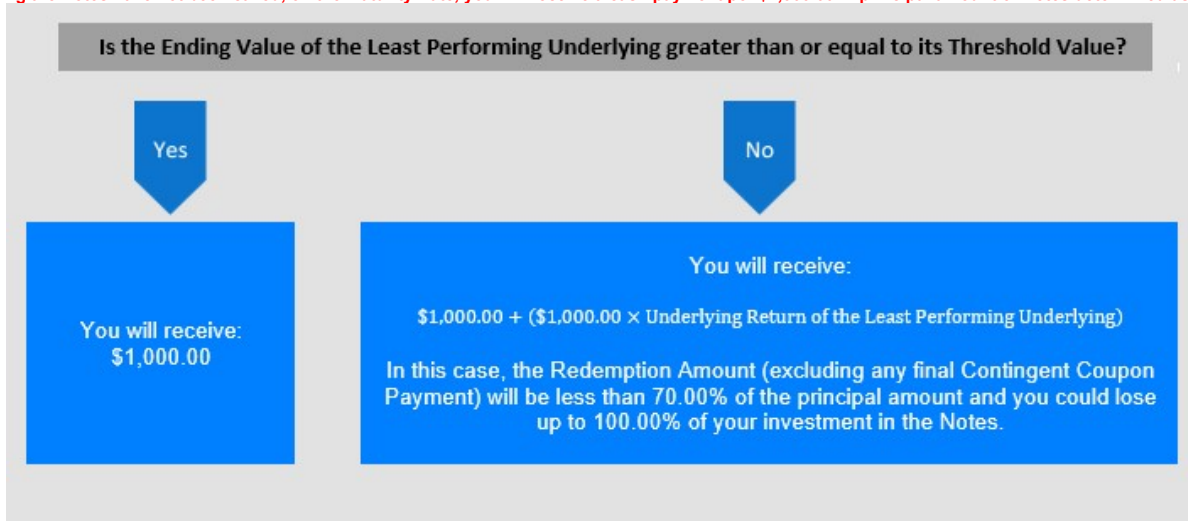 Is the Ending Value of the Least Performing Underlying greater than or equal to its Threshold Value?
Yes
No
You will receive:
$1,000.00
You will receive:
$1,000.00 + ($1,000.00 × Underlying Return of the Least Performing Underlying)
In this case, the Redemption Amount (excluding any final Contingent Coupon
Payment) will be less than 70.00% of the principal amount and you could lose
up to 100.00% of your investment in the Notes.